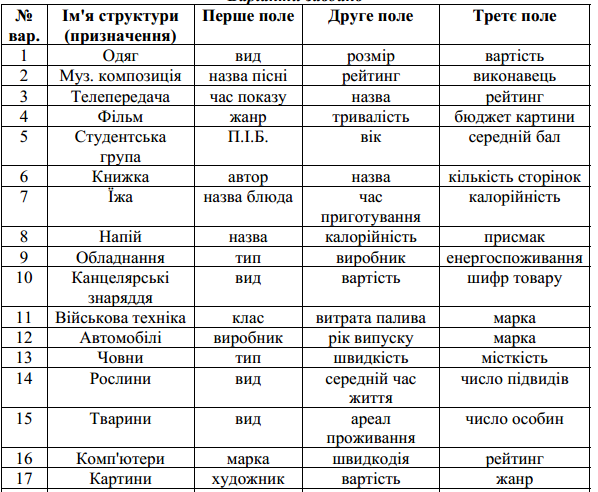 № Ім'я структури Перше поле Друге поле Третє поле
вар. (призначення)
1 Одяг вид розмір вартість
2 Муз. композиція назва пісні рейтинг виконавець
3 Телепередача час показу назва рейтинг
4 Фільм жанр тривалість бюджет картини
5 Студентська П.І.Б. вік середній бал
група
6 Книжка автор назва кількість сторінок
7 Їжа назва блюда час калорійність
приготування
8 Напій назва калорійність присмак
9 Обладнання тип виробник енергоспоживання
10 Канцелярські вид вартість шифр товару
знаряддя
11 Військова техніка клас витрата палива марка
12 Автомобілі виробник рік випуску марка
13 Човни тип швидкість місткість
14 Рослини вид середній час число підвидів
життя
15 Тварини вид ареал число особин
проживання
16 Комп'ютери марка швидкодія рейтинг
17 Картини художник вартість жанр